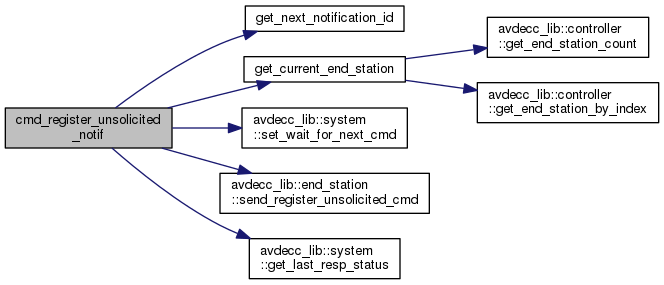 cmd_register_unsolicited
_notif
get_next_notification_id
get_current_end_station
avdecc_lib::controller
::get_end_station_count
avdecc_lib::controller
::get_end_station_by_index
avdecc_lib::system
::set_wait_for_next_cmd
avdecc_lib::end_station
::send_register_unsolicited_cmd
avdecc_lib::system
::get_last_resp_status